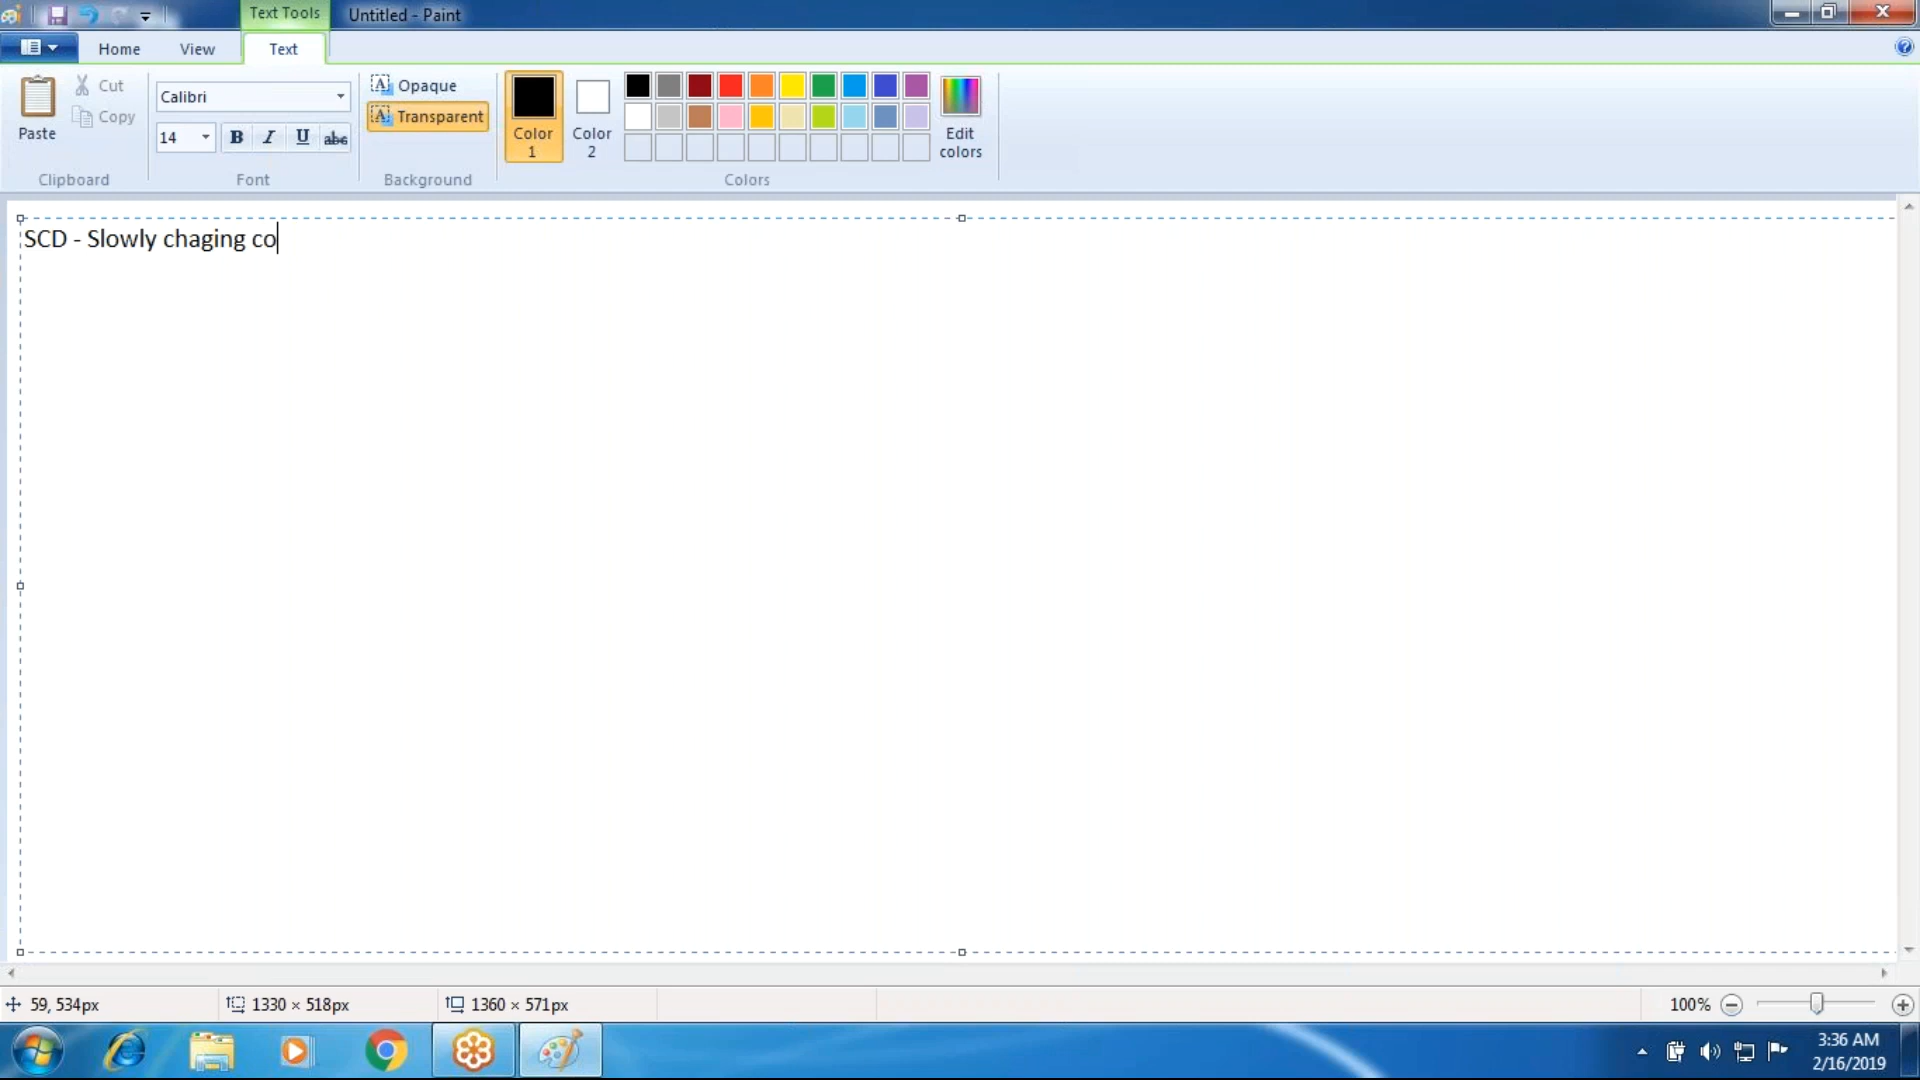 Text Tools
Untitled - Paint
Home
View
Text
Paste
Cut
Copy
Clipboard
Calibri
14
B I U abc
Font
Opaque
Transparent
Background
Color 1
Color 2
Edit colors
Colors
SCD - Slowly chaging co
59, 534px
1330 × 518px
1360 × 571px
100%
3:36 AM
2/16/2019